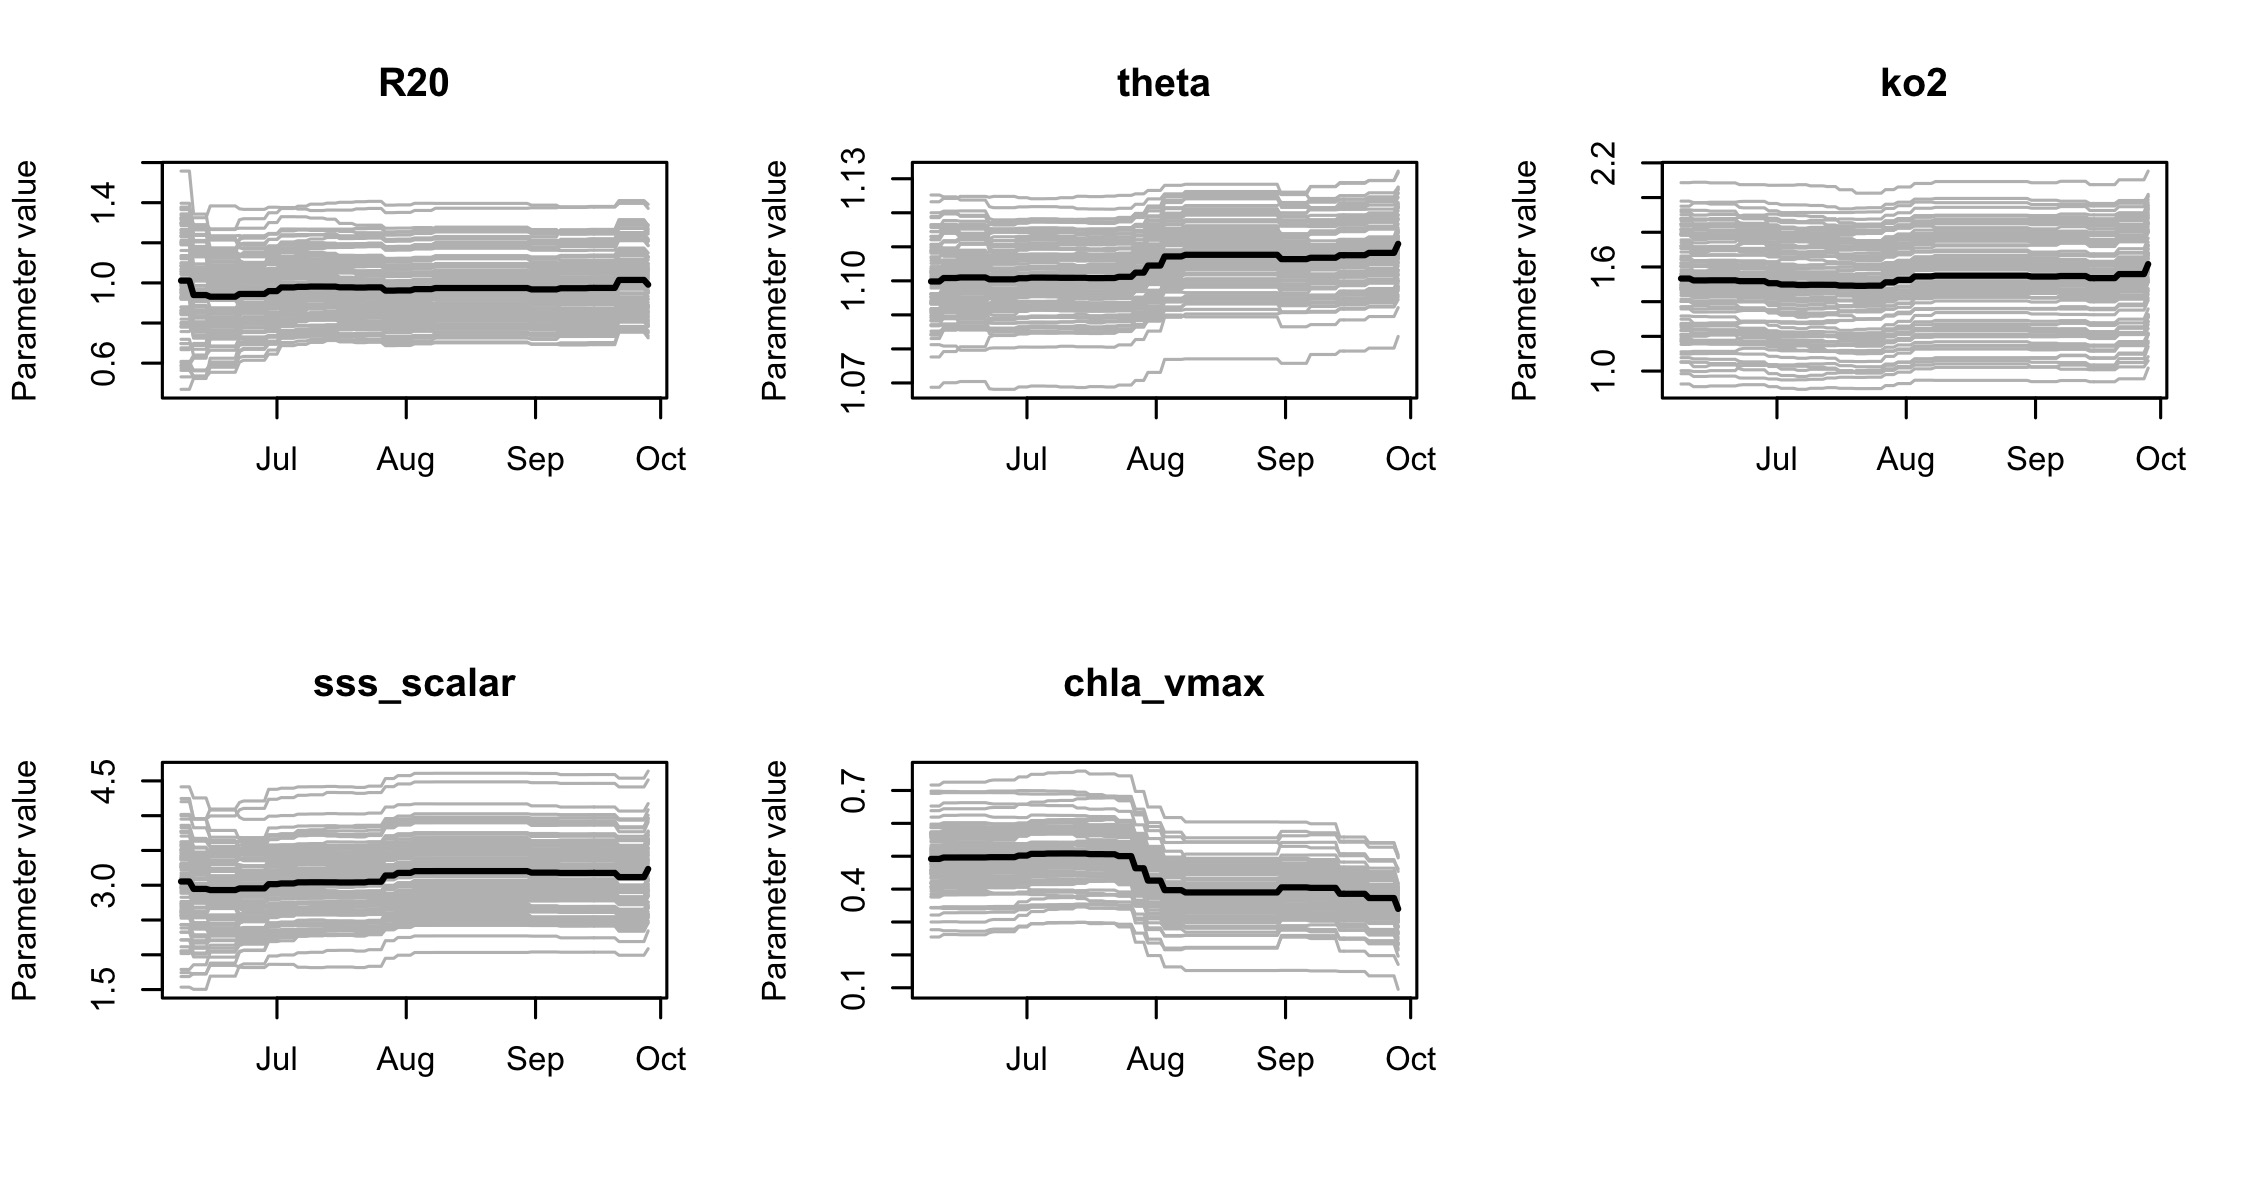 R20
theta
ko2
Parameter value
0.6 1.0 1.4
Parameter value
1.07 1.10 1.13
Parameter value
1.0 1.6 2.2
Jul Aug Sep Oct
Jul Aug Sep Oct
Jul Aug Sep Oct
sss_scalar
chla_vmax
Parameter value
1.5 3.0 4.5
Parameter value
0.1 0.4 0.7
Jul Aug Sep Oct
Jul Aug Sep Oct